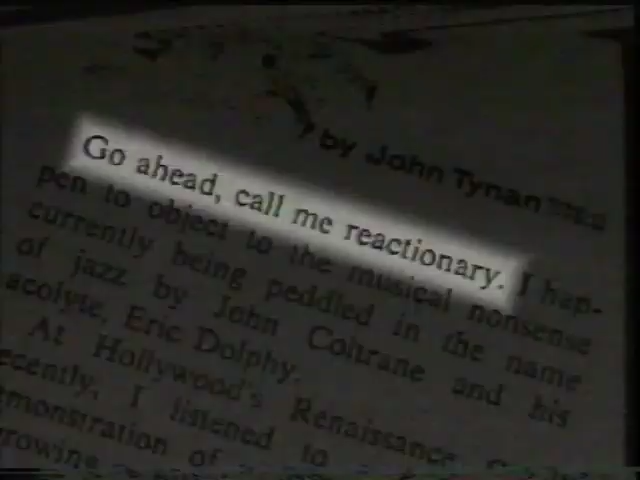 by John Tynan
Go ahead, call me reactionary. I hap-
pen to object to the musical nonsense
currently being peddled in the name
of jazz by John Coltrane and his
acolyte, Eric Dolphy.
At Hollywood's Renaissance
ecently, I listened to
monstration of
rowing